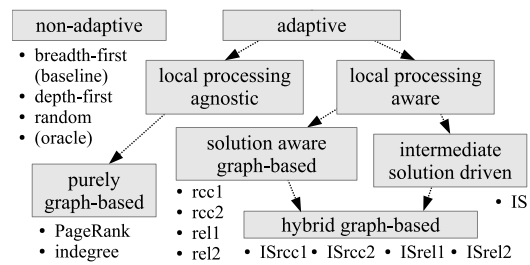 non-adaptive
adaptive
• breadth-first
(baseline)
• depth-first
• random
• (oracle)
local processing
agnostic
local processing
aware
solution aware
graph-based
intermediate
solution driven
purely
graph-based
• rcc1
• rcc2
• rel1
• rel2
• IS
hybrid graph-based
• PageRank
• indegree
• ISrcc1 • ISrcc2 • ISrel1 • ISrel2